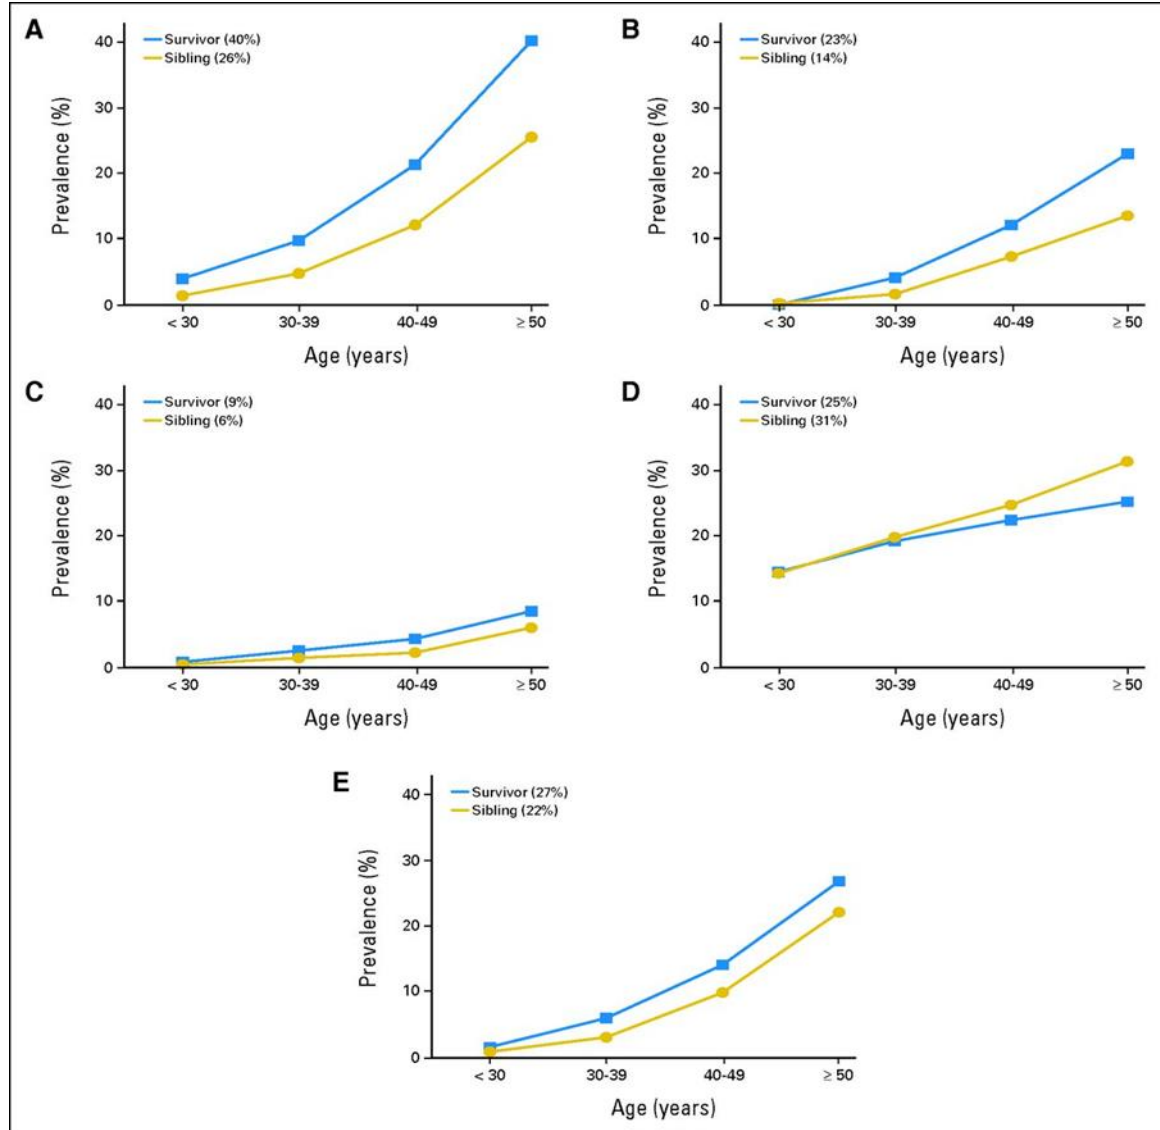 A
Survivor (40%)
Sibling (26%)
Prevalence (%)
40
30
20
10
0
< 30
30-39
40-49
≥ 50
Age (years)
B
Survivor (23%)
Sibling (14%)
Prevalence (%)
40
30
20
10
0
< 30
30-39
40-49
≥ 50
Age (years)
C
Survivor (9%)
Sibling (6%)
Prevalence (%)
40
30
20
10
0
< 30
30-39
40-49
≥ 50
Age (years)
D
Survivor (25%)
Sibling (31%)
Prevalence (%)
40
30
20
10
0
< 30
30-39
40-49
≥ 50
Age (years)
E
Survivor (27%)
Sibling (22%)
Prevalence (%)
40
30
20
10
0
< 30
30-39
40-49
≥ 50
Age (years)